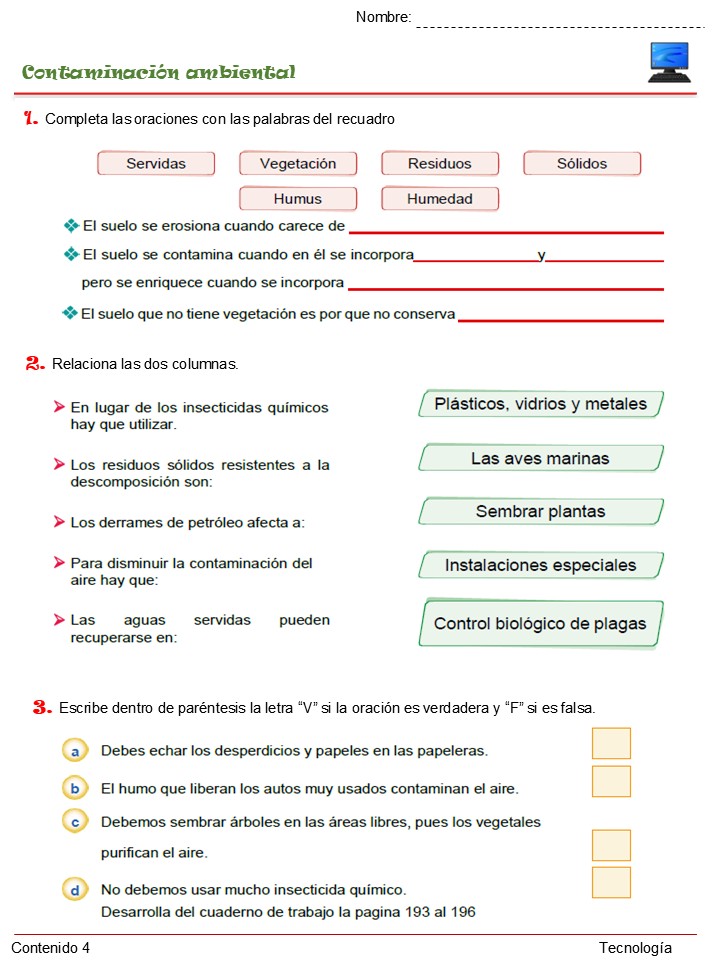 Nombre: 
Contaminación ambiental
1. Completa las oraciones con las palabras del recuadro
Servidas Vegetación Residuos Sólidos
Humus Humedad
El suelo se erosiona cuando carece de
El suelo se contamina cuando en él se incorpora y
pero se enriquece cuando se incorpora
El suelo que no tiene vegetación es por que no conserva
2. Relaciona las dos columnas.
En lugar de los insecticidas químicos
hay que utilizar.
Plásticos, vidrios y metales
Los residuos sólidos resistentes a la
descomposición son:
Las aves marinas
Los derrames de petróleo afecta a:
Sembrar plantas
Para disminuir la contaminación del
aire hay que:
Instalaciones especiales
Las aguas servidas pueden
recuperarse en:
Control biológico de plagas
3. Escribe dentro de paréntesis la letra “V” si la oración es verdadera y “F” si es falsa.
a Debes echar los desperdicios y papeles en las papeleras.
b El humo que liberan los autos muy usados contaminan el aire.
c Debemos sembrar árboles en las áreas libres, pues los vegetales
purifican el aire.
d No debemos usar mucho insecticida químico.
Desarrolla del cuaderno de trabajo la pagina 193 al 196
Contenido 4 Tecnología